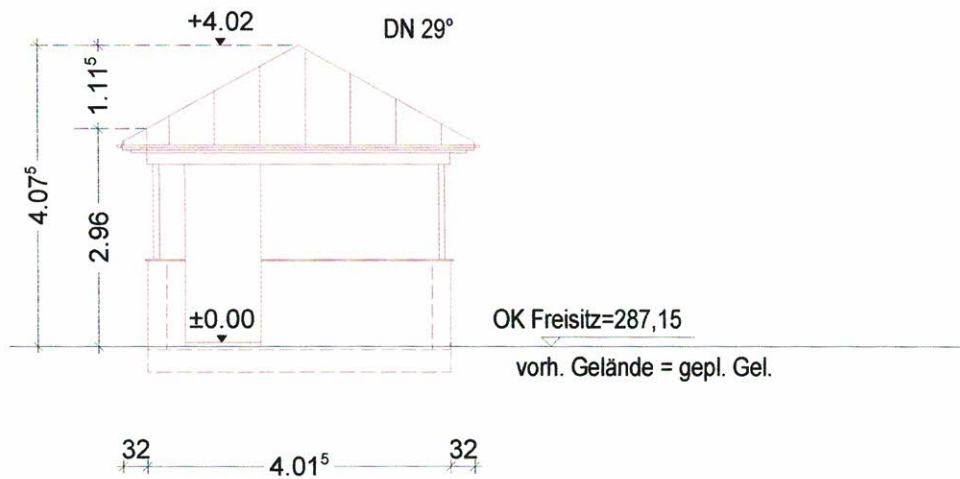 +4.02
DN 29°
1.11⁵
4.07⁵
2.96
±0.00
OK Freisitz=287,15
vorh. Gelände = gepl. Gel.
32
4.01⁵
32